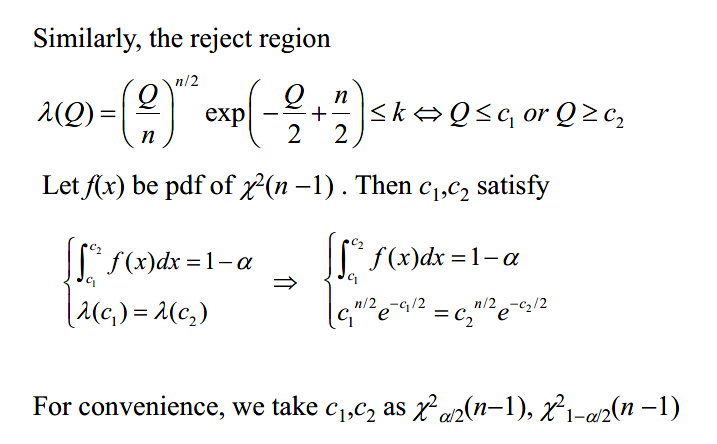 Similarly, the reject region
λ(Q) = (Q/n)^{n/2} exp(−Q/2 + n/2) ≤ k ⇔ Q ≤ c₁ or Q ≥ c₂
Let f(x) be pdf of χ²(n −1) . Then c₁,c₂ satisfy
{ ∫_{c₁}^{c₂} f(x)dx = 1−α ⇒ { ∫_{c₁}^{c₂} f(x)dx = 1−α
λ(c₁) = λ(c₂) c₁^{n/2} e^{−c₁/2} = c₂^{n/2} e^{−c₂/2}
For convenience, we take c₁,c₂ as χ²_{α/2}(n−1), χ²_{1−α/2}(n −1)